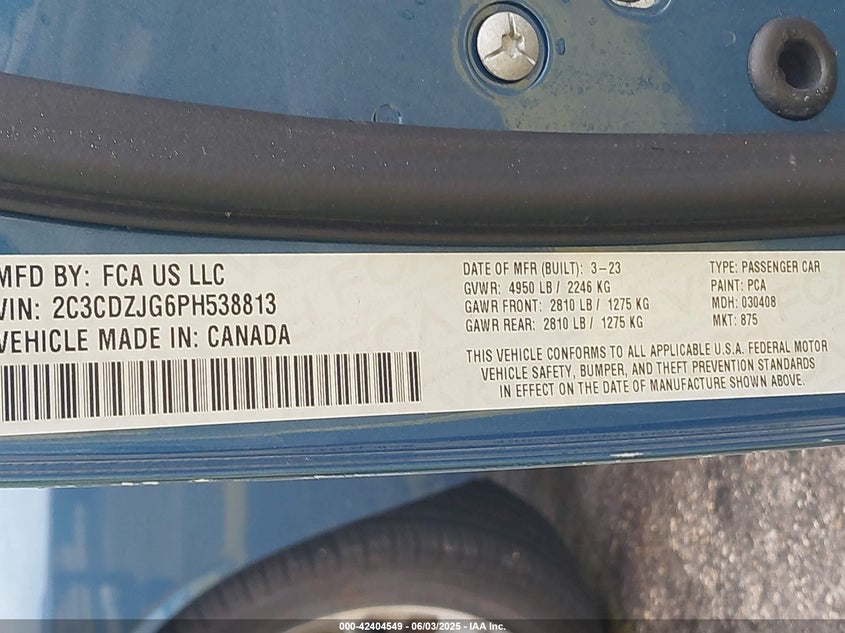 MFD BY: FCA US LLC
VIN: 2C3CDZJG6PH538813
VEHICLE MADE IN: CANADA
DATE OF MFR (BUILT): 3-23
GVWR: 4950 LB / 2246 KG
GAWR FRONT: 2810 LB / 1275 KG
GAWR REAR: 2810 LB / 1275 KG
TYPE: PASSENGER CAR
PAINT: PCA
MDH: 030408
MKT: 875
THIS VEHICLE CONFORMS TO ALL APPLICABLE U.S.A. FEDERAL MOTOR
VEHICLE SAFETY, BUMPER, AND THEFT PREVENTION STANDARDS
IN EFFECT ON THE DATE OF MANUFACTURE SHOWN ABOVE.
000-42404549 - 06/03/2025 - IAA Inc.